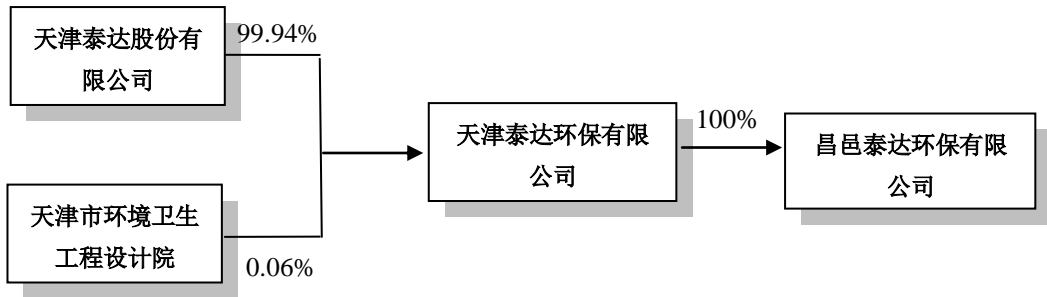 天津泰达股份有
限公司
99.94%
天津市环境卫生
工程设计院
0.06%
天津泰达环保有限
公司
100%
昌邑泰达环保有限
公司